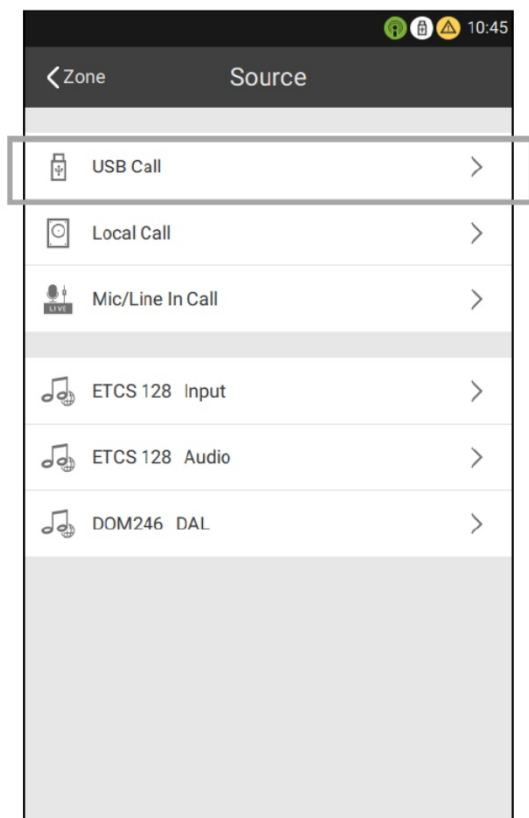 10:45
Zone Source
USB Call
Local Call
LIVE Mic/Line In Call
ETCS 128 Input
ETCS 128 Audio
DOM246 DAL